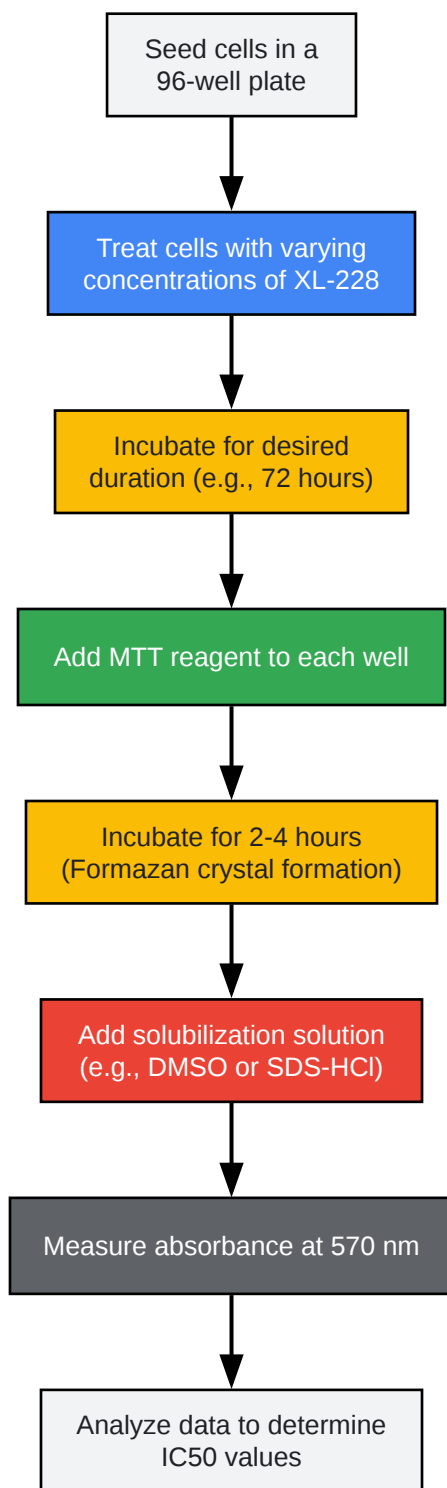 Seed cells in a
96-well plate
Treat cells with varying
concentrations of XL-228
Incubate for desired
duration (e.g., 72 hours)
Add MTT reagent to each well
Incubate for 2-4 hours
(Formazan crystal formation)
Add solubilization solution
(e.g., DMSO or SDS-HCl)
Measure absorbance at 570 nm
Analyze data to determine
IC50 values